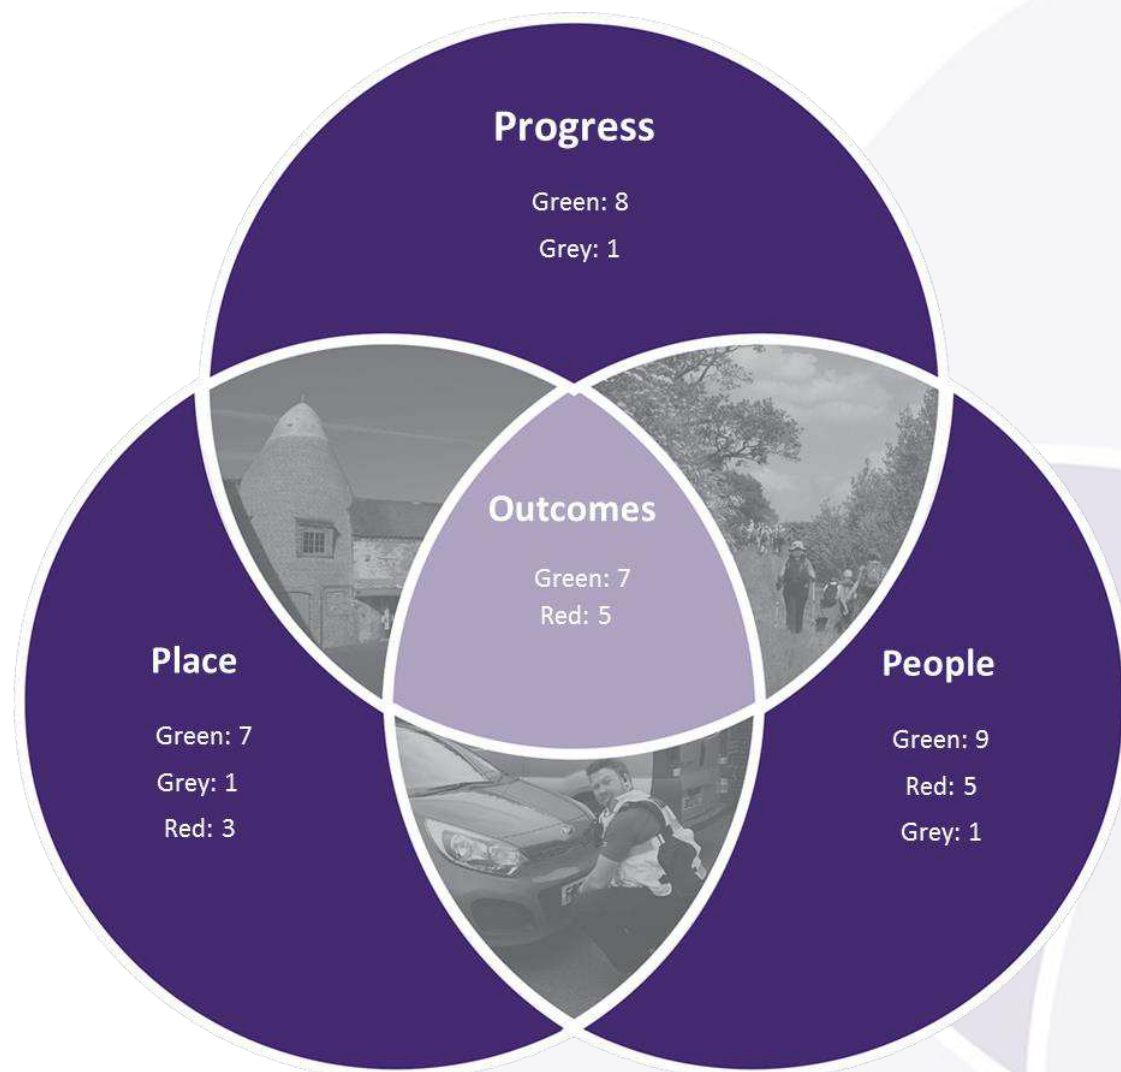 Progress
Green: 8
Grey: 1
Outcomes
Green: 7
Red: 5
Place
Green: 7
Grey: 1
Red: 3
People
Green: 9
Red: 5
Grey: 1